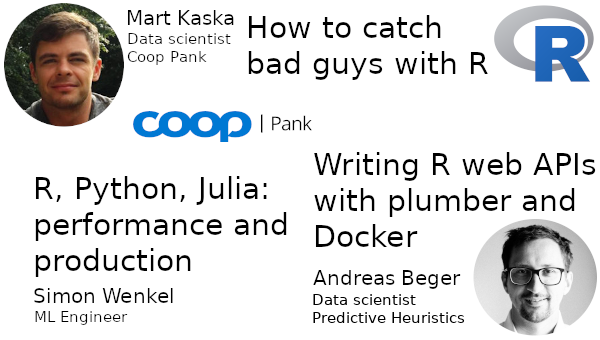 Mart Kaska
Data scientist
Coop Pank
How to catch
bad guys with R
R
coop | Pank
R, Python, Julia:
performance and
production
Simon Wenkel
ML Engineer
Writing R web APIs
with plumber and
Docker
Andreas Beger
Data scientist
Predictive Heuristics